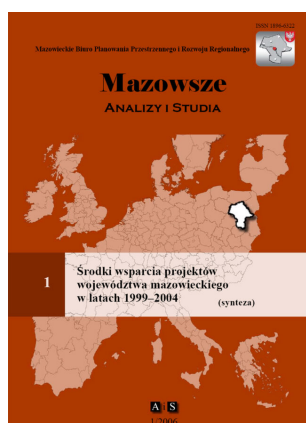 ISSN 1896-6322
Mazowieckie Biuro Planowania Przestrzennego i Rozwoju Regionalnego
Mazowsze
ANALIZY I STUDIA
1
Środki wsparcia projektów
województwa mazowieckiego
w latach 1999–2004
(synteza)
A i S
1/2006